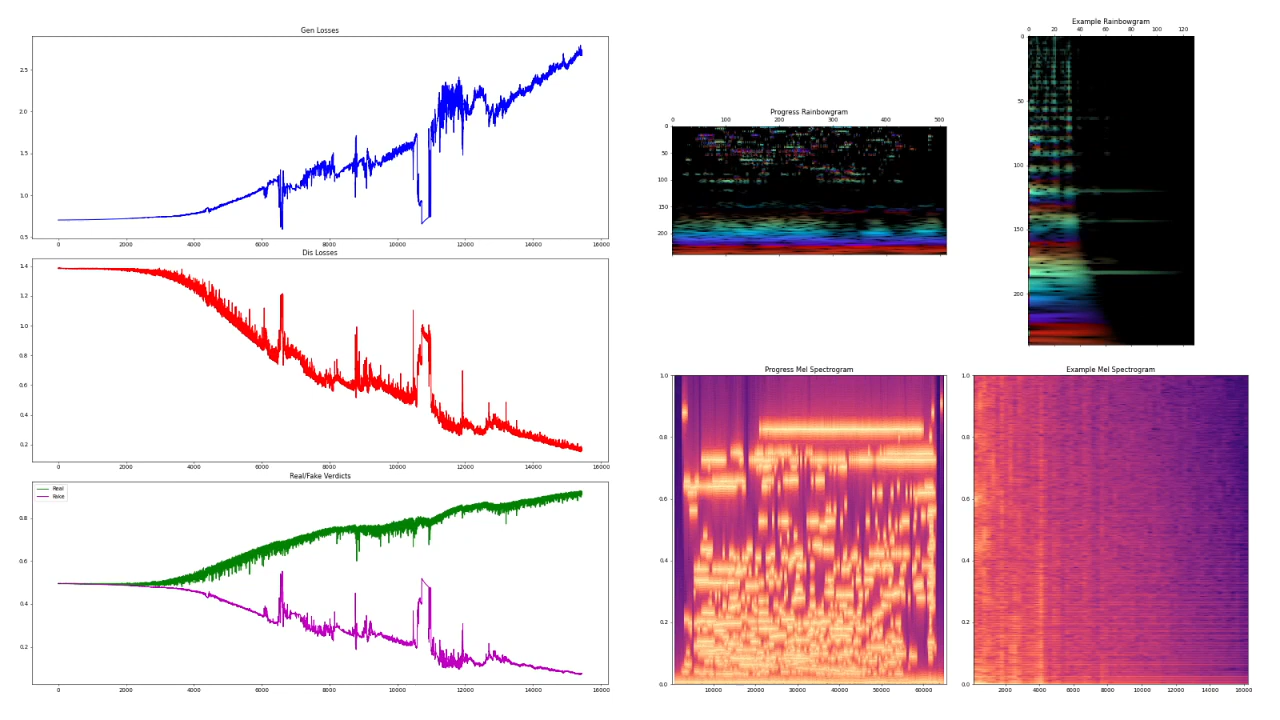 Gen Losses
2.5
2.0
1.5
1.0
0.5
0 2000 4000 6000 8000 10000 12000 14000 16000
Dis Losses
1.4
1.2
1.0
0.8
0.6
0.4
0.2
0 2000 4000 6000 8000 10000 12000 14000 16000
Real/Fake Verdicts
Real
Fake
0.8
0.6
0.4
0.2
0 2000 4000 6000 8000 10000 12000 14000 16000
Progress Rainbowgram
0 100 200 300 400 500
0
50
100
150
200
Example Rainbowgram
0 20 40 60 80 100 120
0
50
100
150
200
Progress Mel Spectrogram
1.0
0.8
0.6
0.4
0.2
0.0
10000 20000 30000 40000 50000 60000
Example Mel Spectrogram
1.0
0.8
0.6
0.4
0.2
0.0
2000 4000 6000 8000 10000 12000 14000 16000